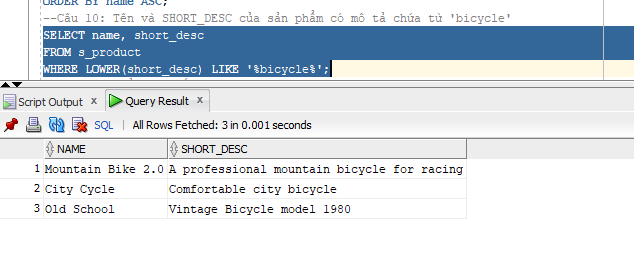 ORDER BY name ASC;
--Câu 10: Tên và SHORT_DESC của sản phẩm có mô tả chứa từ 'bicycle'
SELECT name, short_desc
FROM s_product
WHERE LOWER(short_desc) LIKE '%bicycle%';
Script Output x Query Result x
SQL | All Rows Fetched: 3 in 0.001 seconds
NAME SHORT_DESC
1 Mountain Bike 2.0 A professional mountain bicycle for racing
2 City Cycle Comfortable city bicycle
3 Old School Vintage Bicycle model 1980